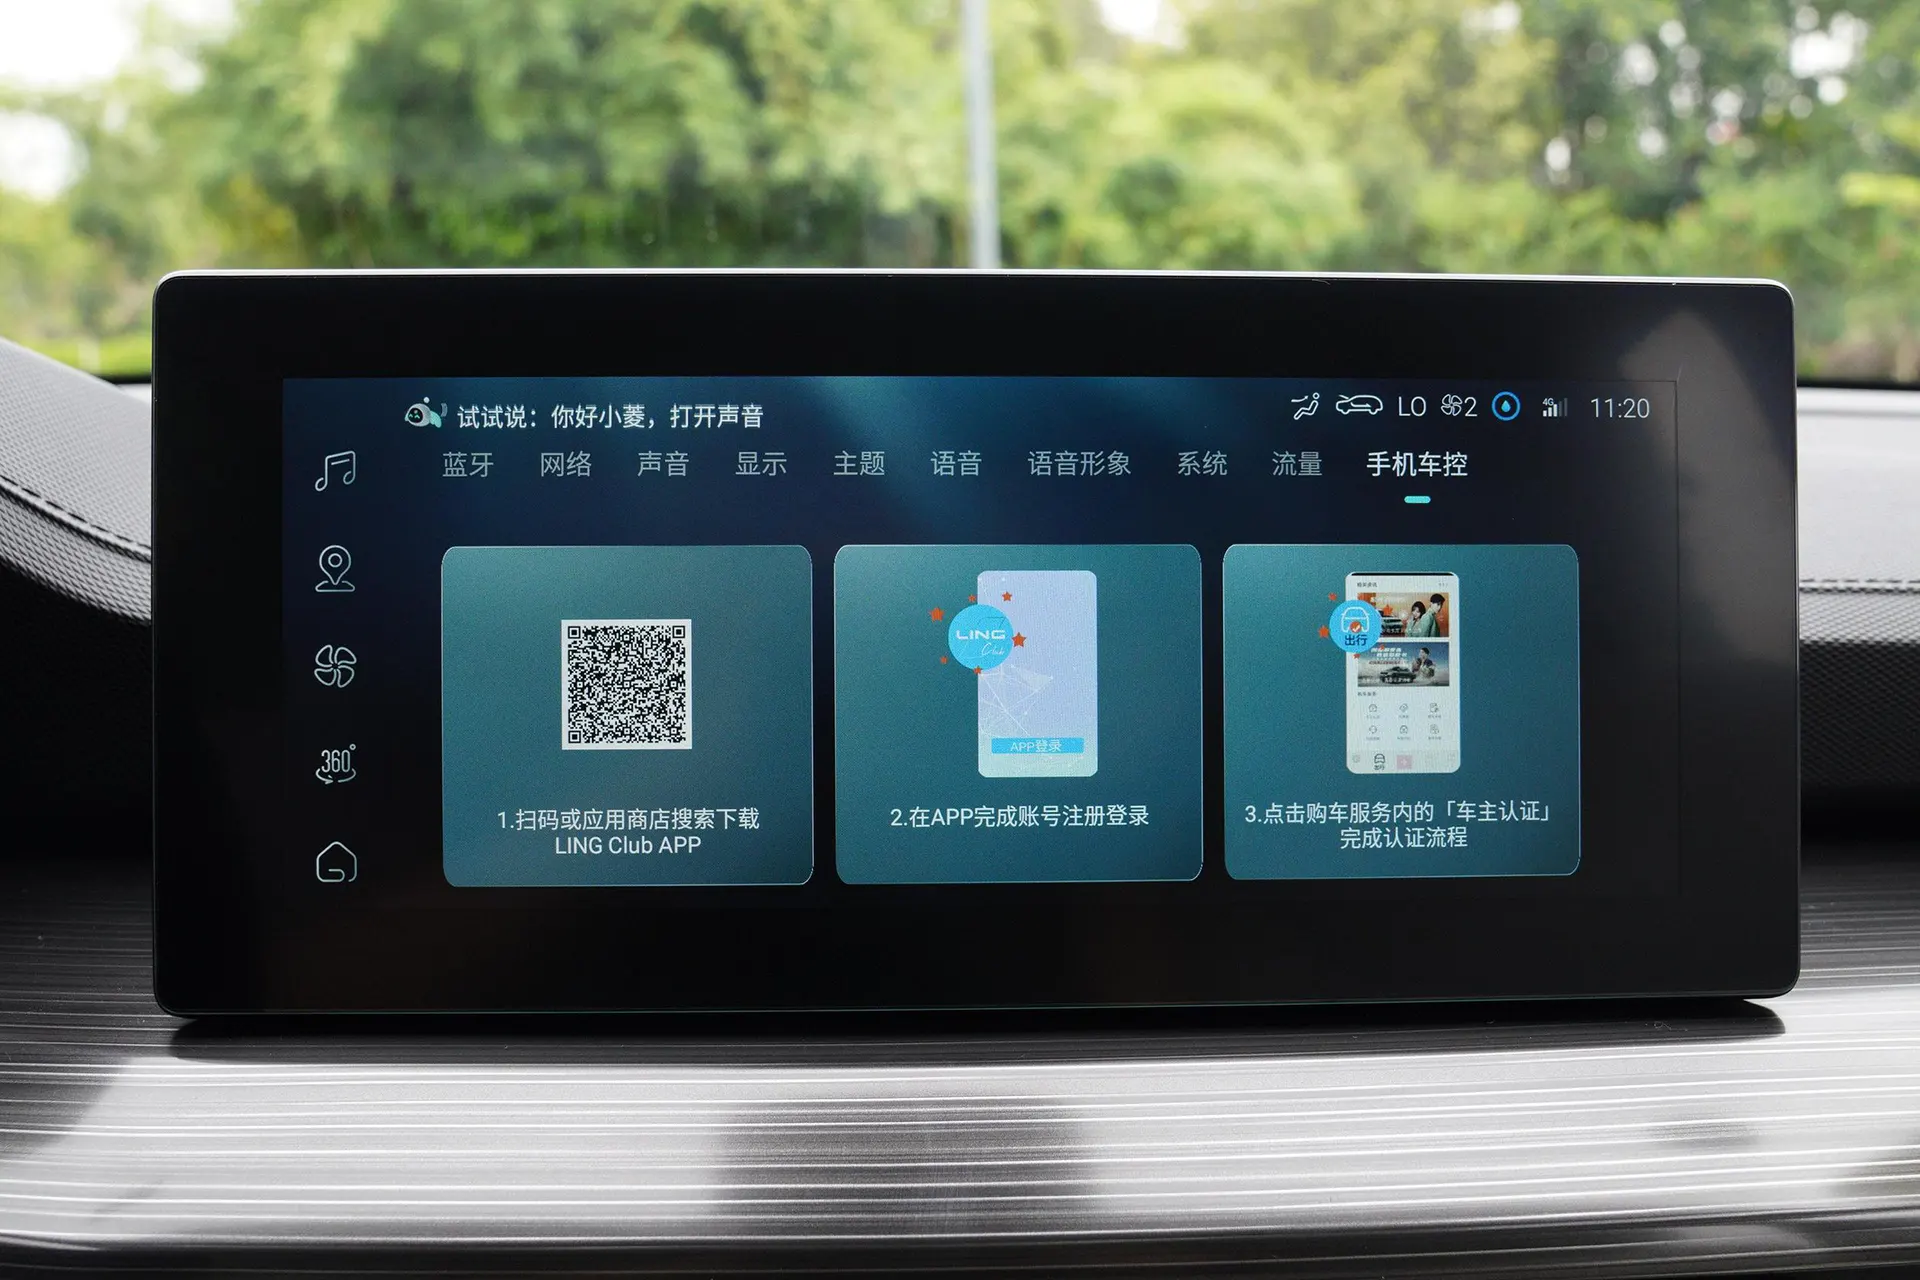 试试说：你好小菱，打开声音
LO 2 4G 11:20
蓝牙 网络 声音 显示 主题 语音 语音形象 系统 流量 手机车控
360°
LING
Club
APP登录
出行
1.扫码或应用商店搜索下载
LING Club APP
2.在APP完成账号注册登录
3.点击购车服务内的「车主认证」
完成认证流程